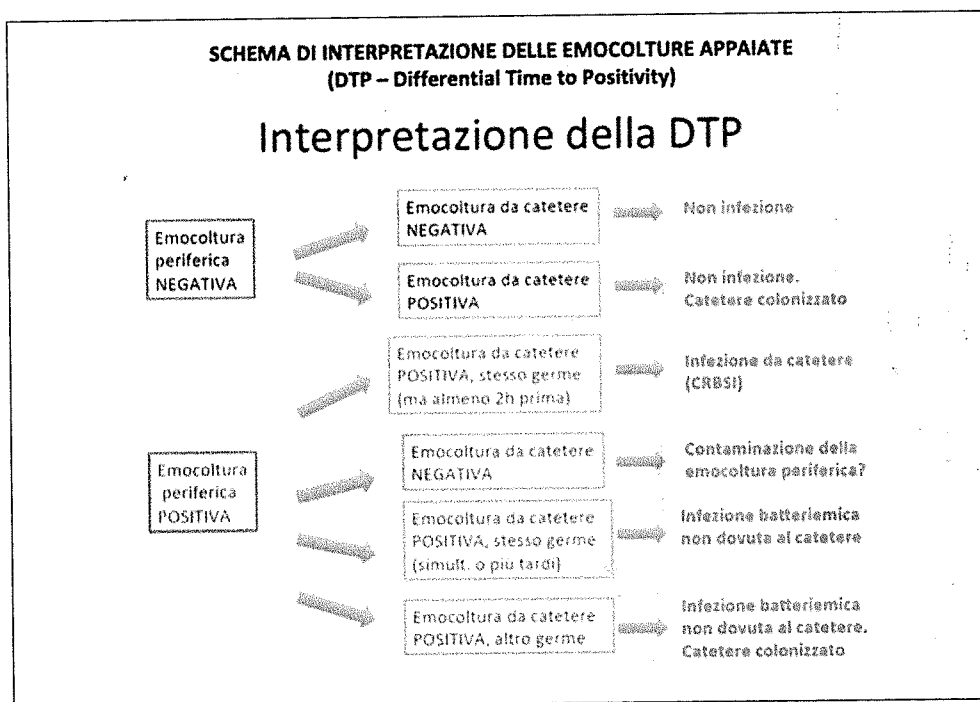 SCHEMA DI INTERPRETAZIONE DELLE EMOCOLTURE APPAIATE
(DTP – Differential Time to Positivity)
Interpretazione della DTP
Emocoltura
periferica
NEGATIVA
Emocoltura da catetere
NEGATIVA
Non infezione
Emocoltura da catetere
POSITIVA
Non infezione.
Catetere colonizzato
Emocoltura
periferica
POSITIVA
Emocoltura da catetere
POSITIVA, stesso germe
(ma almeno 2h prima)
Infezione da catetere
(CRBSI)
Emocoltura da catetere
NEGATIVA
Contaminazione della
emocoltura periferica?
Emocoltura da catetere
POSITIVA, stesso germe
(simult. o più tardi)
Infezione batteriemica
non dovuta al catetere
Emocoltura da catetere
POSITIVA, altro germe
Infezione batteriemica
non dovuta al catetere.
Catetere colonizzato